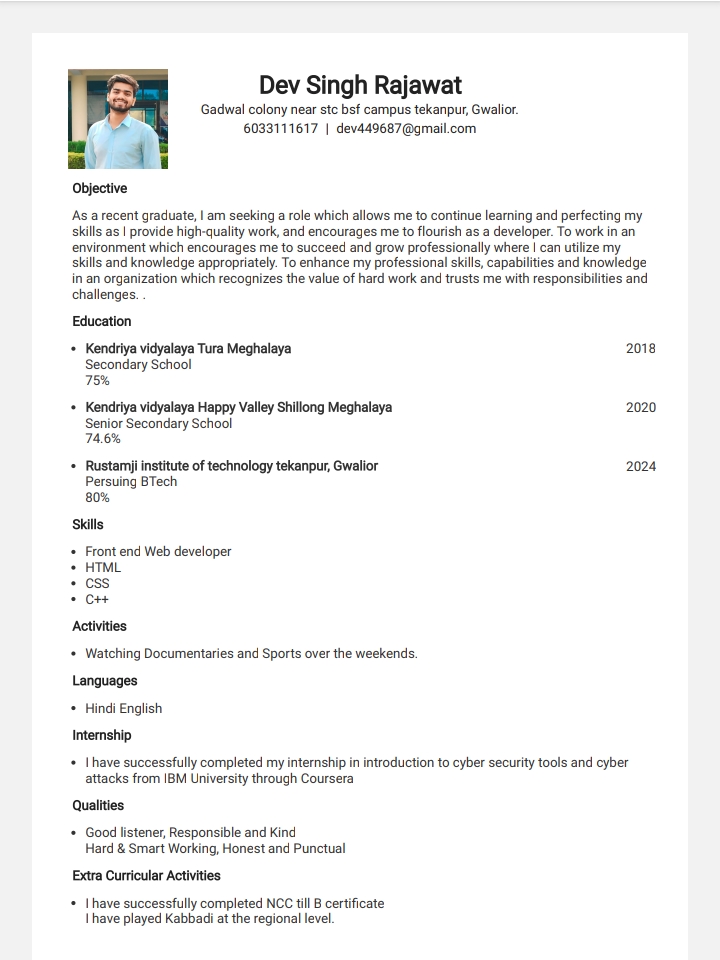 Dev Singh Rajawat
Gadwal colony near stc bsf campus tekanpur, Gwalior.
6033111617 | dev449687@gmail.com
Objective
As a recent graduate, I am seeking a role which allows me to continue learning and perfecting my
skills as I provide high-quality work, and encourages me to flourish as a developer. To work in an
environment which encourages me to succeed and grow professionally where I can utilize my
skills and knowledge appropriately. To enhance my professional skills, capabilities and knowledge
in an organization which recognizes the value of hard work and trusts me with responsibilities and
challenges. .
Education
• Kendriya vidyalaya Tura Meghalaya 2018
Secondary School
75%
• Kendriya vidyalaya Happy Valley Shillong Meghalaya 2020
Senior Secondary School
74.6%
• Rustamji institute of technology tekanpur, Gwalior 2024
Persuing BTech
80%
Skills
• Front end Web developer
• HTML
• CSS
• C++
Activities
• Watching Documentaries and Sports over the weekends.
Languages
• Hindi English
Internship
• I have successfully completed my internship in introduction to cyber security tools and cyber
attacks from IBM University through Coursera
Qualities
• Good listener, Responsible and Kind
Hard & Smart Working, Honest and Punctual
Extra Curricular Activities
• I have successfully completed NCC till B certificate
I have played Kabbadi at the regional level.